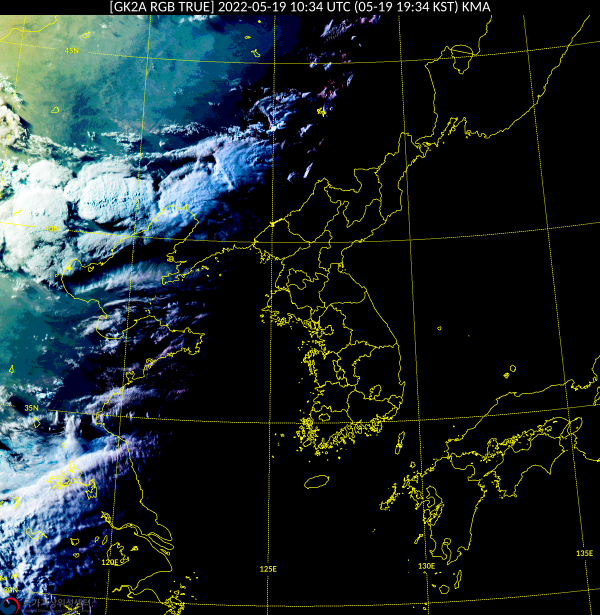 [GK2A RGB TRUE] 2022-05-19 10:34 UTC (05-19 19:34 KST) KMA
45N
35N
120E
125E
130E
135E